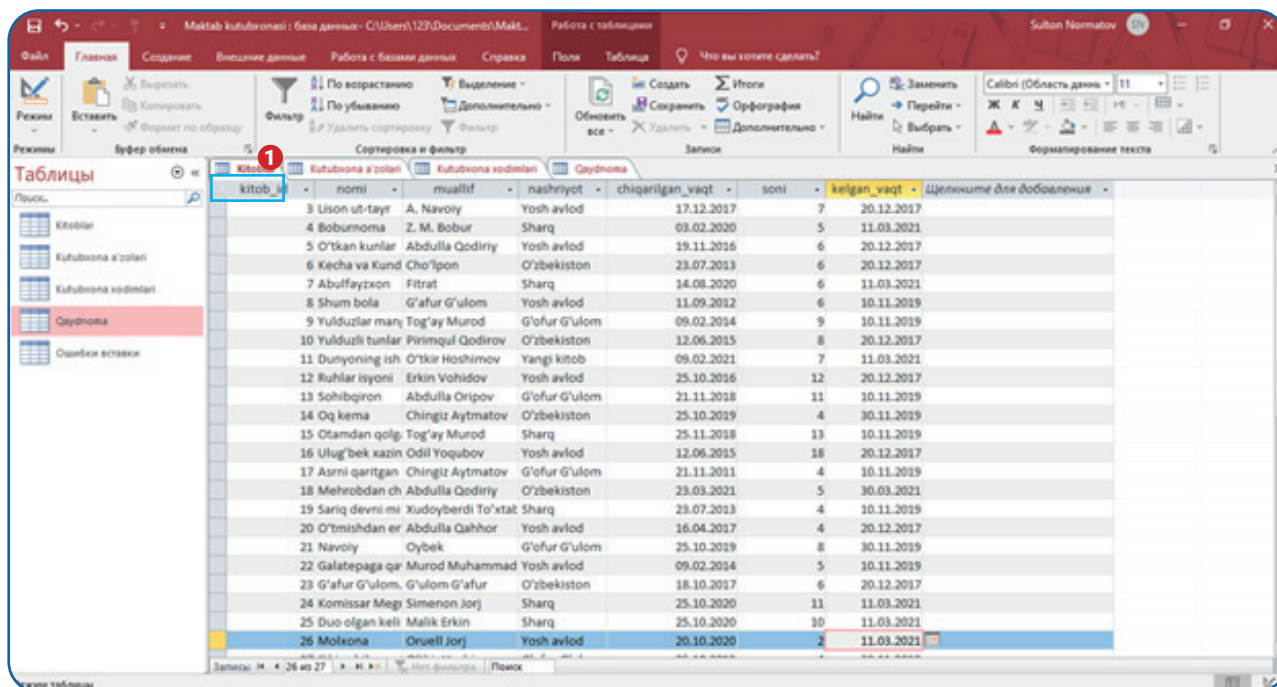 Maktab kutubxonasi : база данных- C:\Users\123\Documents\Makt... Работа с таблицами Sulton Normatov SN
Файл Главная Создание Внешние данные Работа с базами данных Справка Поля Таблица Что вы хотите сделать?
Режим Вставить Вырезать Копировать Формат по образцу
Фильтр По возрастанию По убыванию Удалить сортировку Выделение Дополнительно Фильтр
Обновить все Создать Сохранить Удалить Итоги Орфография Дополнительно
Найти Заменить Перейти Выбрать
Calibri (Область даннь 11
Ж К Ч
Режимы Буфер обмена Сортировка и фильтр Записи Найти Форматирование текста
1
Таблицы
Поиск...
Kitoblar
Kutubxona a'zolari
Kutubxona xodimlari
Qaydnoma
Ошибки вставки
Kutubxona a'zolari Kutubxona xodimlari Qaydnoma
kitob_id nomi muallif nashriyot chiqarilgan_vaqt soni kelgan_vaqt Щелкните для добавления
3 Lison ut-tayr A. Navoiy Yosh avlod 17.12.2017 7 20.12.2017
4 Boburnoma Z. M. Bobur Sharq 03.02.2020 5 11.03.2021
5 O'tkan kunlar Abdulla Qodiriy Yosh avlod 19.11.2016 6 20.12.2017
6 Kecha va Kund Cho'lpon O'zbekiston 23.07.2013 6 20.12.2017
7 Abulfayzxon Fitrat Sharq 14.08.2020 6 11.03.2021
8 Shum bola G'afur G'ulom Yosh avlod 11.09.2012 6 10.11.2019
9 Yulduzlar mang Tog'ay Murod G'ofur G'ulom 09.02.2014 9 10.11.2019
10 Yulduzli tunlar Pirimqul Qodirov O'zbekiston 12.06.2015 8 20.12.2017
11 Dunyoning ish O'tkir Hoshimov Yangi kitob 09.02.2021 7 11.03.2021
12 Ruhlar isyoni Erkin Vohidov Yosh avlod 25.10.2016 12 20.12.2017
13 Sohibqiron Abdulla Oripov G'ofur G'ulom 21.11.2018 11 10.11.2019
14 Oq kema Chingiz Aytmatov O'zbekiston 25.10.2019 4 30.11.2019
15 Otamdan qolga Tog'ay Murod Sharq 25.11.2018 13 10.11.2019
16 Ulug'bek xazin Odil Yoqubov Yosh avlod 12.06.2015 18 20.12.2017
17 Asrni qaritgan Chingiz Aytmatov G'ofur G'ulom 21.11.2011 4 10.11.2019
18 Mehrobdan ch Abdulla Qodiriy O'zbekiston 23.03.2021 5 30.03.2021
19 Sariq devni mi Xudoyberdi To'xtab Sharq 23.07.2013 4 10.11.2019
20 O'tmishdan er Abdulla Qahhor Yosh avlod 16.04.2017 4 20.12.2017
21 Navoiy Oybek G'ofur G'ulom 25.10.2019 8 30.11.2019
22 Galatepaga qay Murod Muhammad Yosh avlod 09.02.2014 5 10.11.2019
23 G'afur G'ulom. G'ulom G'afur O'zbekiston 18.10.2017 6 20.12.2017
24 Komissar Megr Simenon Jorj Sharq 25.10.2020 11 11.03.2021
25 Duo olgan keli Malik Erkin Sharq 25.10.2020 10 11.03.2021
26 Molxona Oruell Jorj Yosh avlod 20.10.2020 2 11.03.2021
Запись: 26 из 27 Нет фильтра Поиск
Режим таблицы